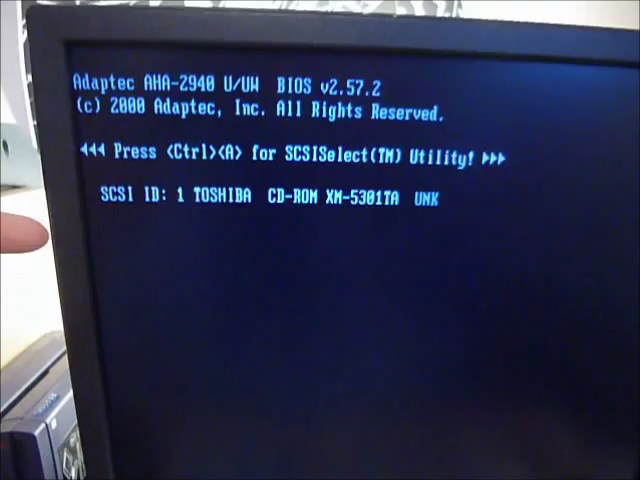 Adaptec AHA-2940 U/UW BIOS v2.57.2
(c) 2000 Adaptec, Inc. All Rights Reserved.
◄◄◄ Press <Ctrl><A> for SCSISelect(TM) Utility! ►►►
SCSI ID: 1 TOSHIBA CD-ROM XM-5301TA UNK